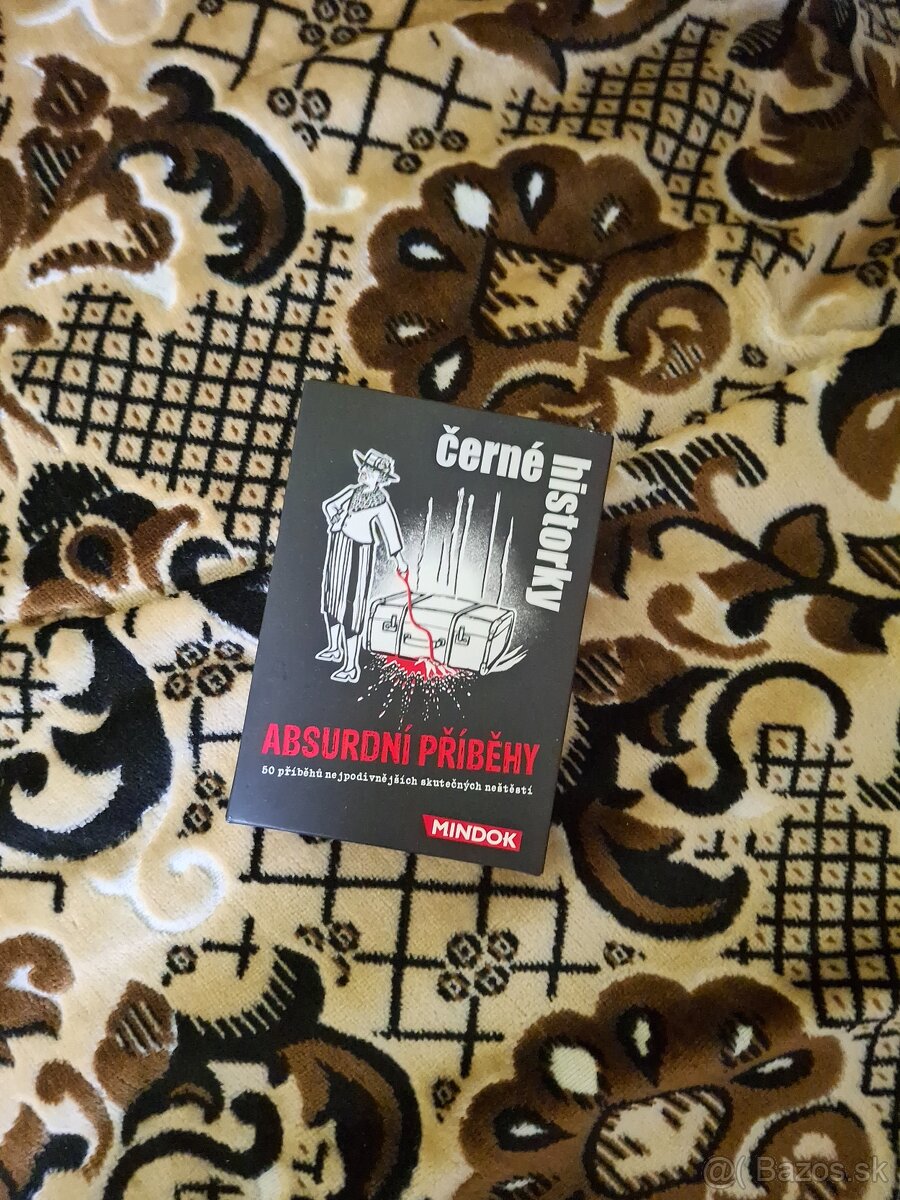 černé
historky
ABSURDNÍ PŘÍBĚHY
50 příběhů nejpodivnějších skutečných neštěstí
MINDOK
@( Bazos.sk